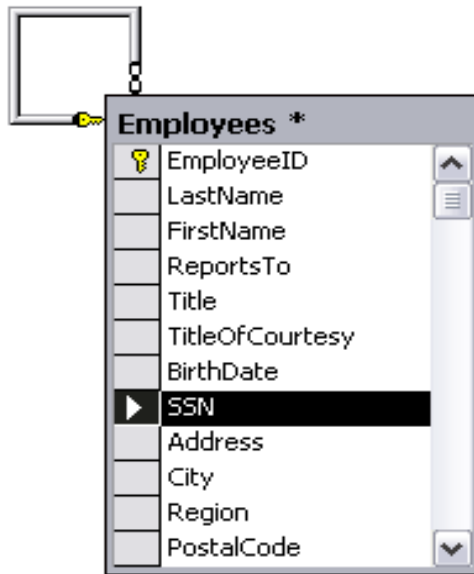 Employees *
EmployeeID
LastName
FirstName
ReportsTo
Title
TitleOfCourtesy
BirthDate
SSN
Address
City
Region
PostalCode